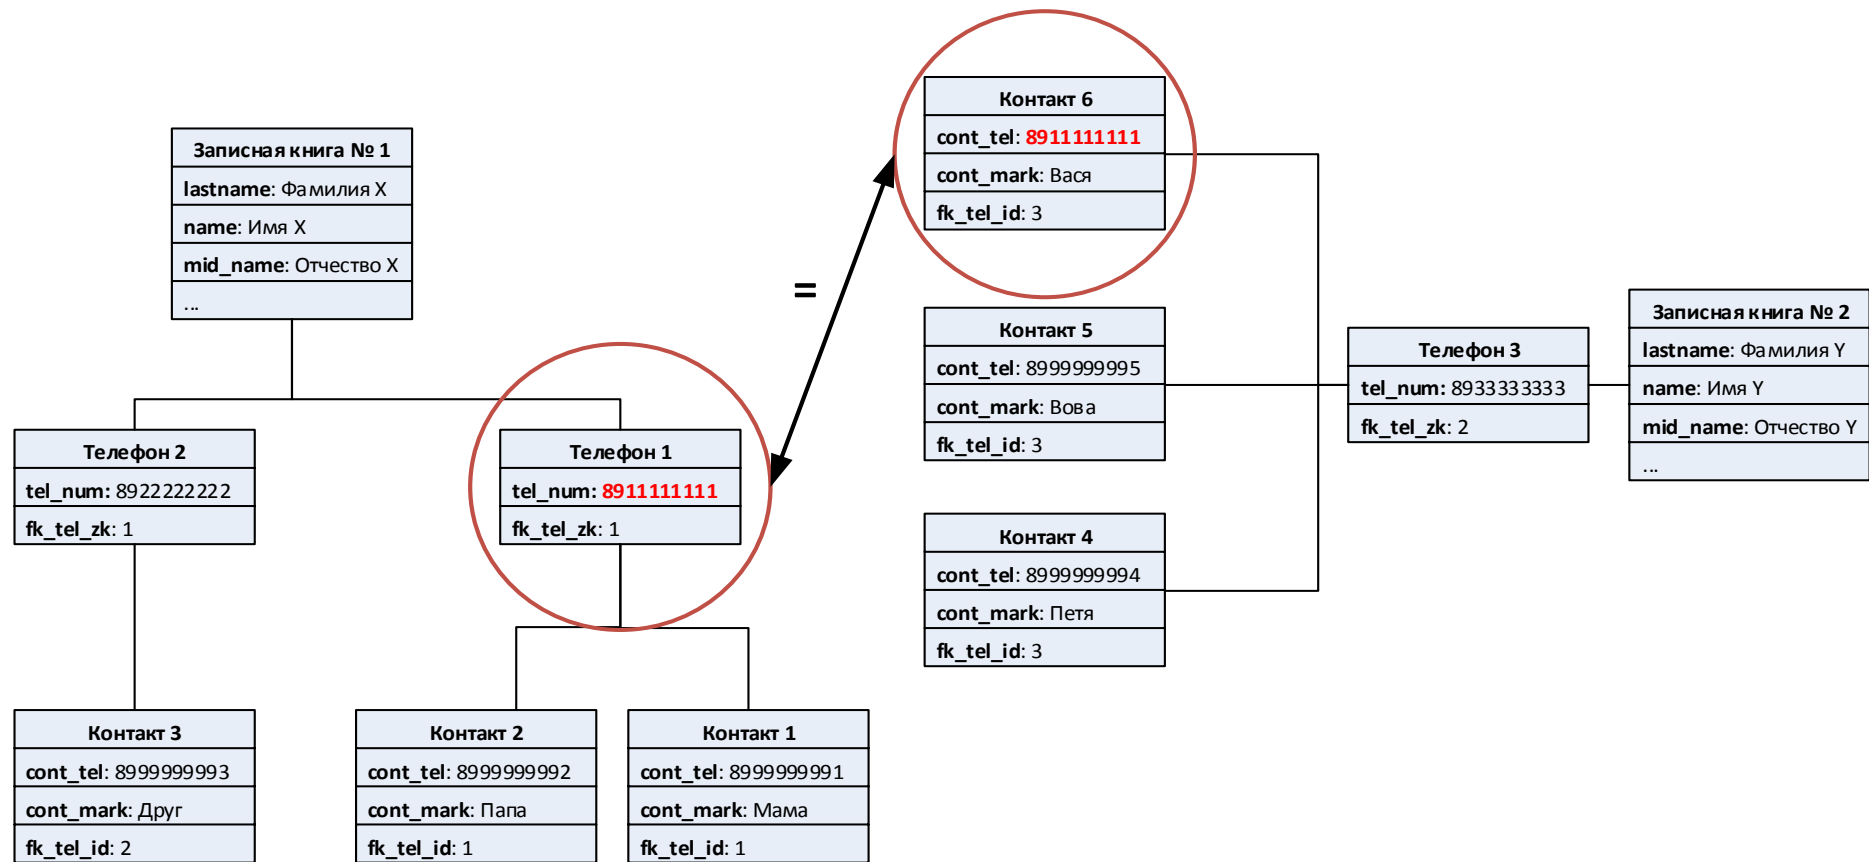 Записная книга № 1
lastname: Фамилия X
name: Имя X
mid_name: Отчество X
...
Телефон 2
tel_num: 8922222222
fk_tel_zk: 1
Телефон 1
tel_num: 8911111111
fk_tel_zk: 1
Контакт 3
cont_tel: 8999999993
cont_mark: Друг
fk_tel_id: 2
Контакт 2
cont_tel: 8999999992
cont_mark: Папа
fk_tel_id: 1
Контакт 1
cont_tel: 8999999991
cont_mark: Мама
fk_tel_id: 1
=
Контакт 6
cont_tel: 8911111111
cont_mark: Вася
fk_tel_id: 3
Контакт 5
cont_tel: 8999999995
cont_mark: Вова
fk_tel_id: 3
Контакт 4
cont_tel: 8999999994
cont_mark: Петя
fk_tel_id: 3
Телефон 3
tel_num: 8933333333
fk_tel_zk: 2
Записная книга № 2
lastname: Фамилия Y
name: Имя Y
mid_name: Отчество Y
...